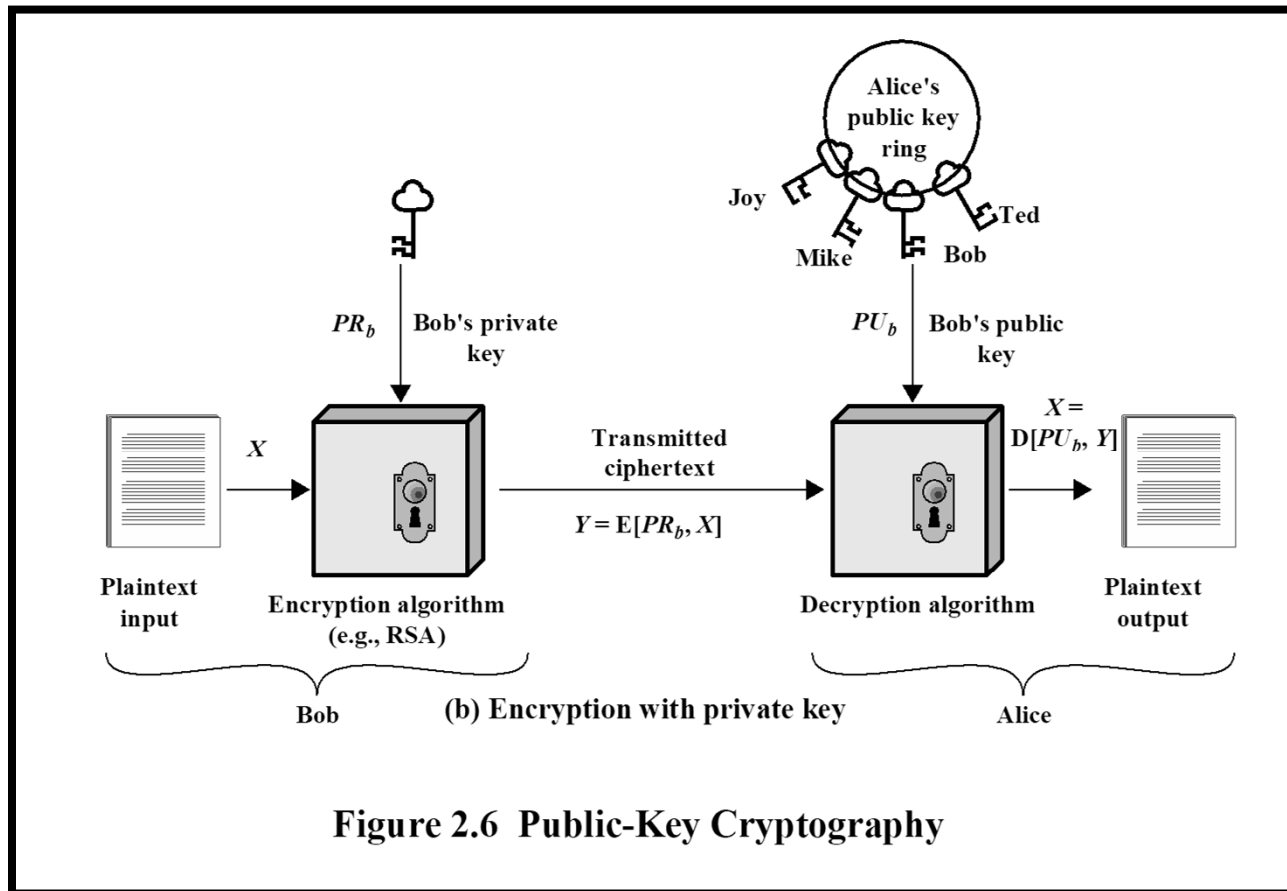 Alice's
public key
ring
Joy
Ted
Mike
Bob
PR_b
Bob's private
key
PU_b
Bob's public
key
X
Transmitted
ciphertext
Y = E[PR_b, X]
X =
D[PU_b, Y]
Plaintext
input
Encryption algorithm
(e.g., RSA)
Decryption algorithm
Plaintext
output
Bob
(b) Encryption with private key
Alice
Figure 2.6 Public-Key Cryptography